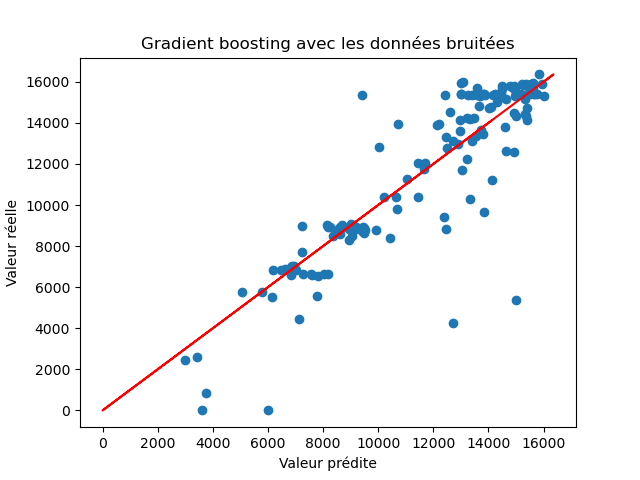 Gradient boosting avec les données bruitées
16000
14000
12000
10000
8000
6000
4000
2000
0
Valeur réelle
0 2000 4000 6000 8000 10000 12000 14000 16000
Valeur prédite